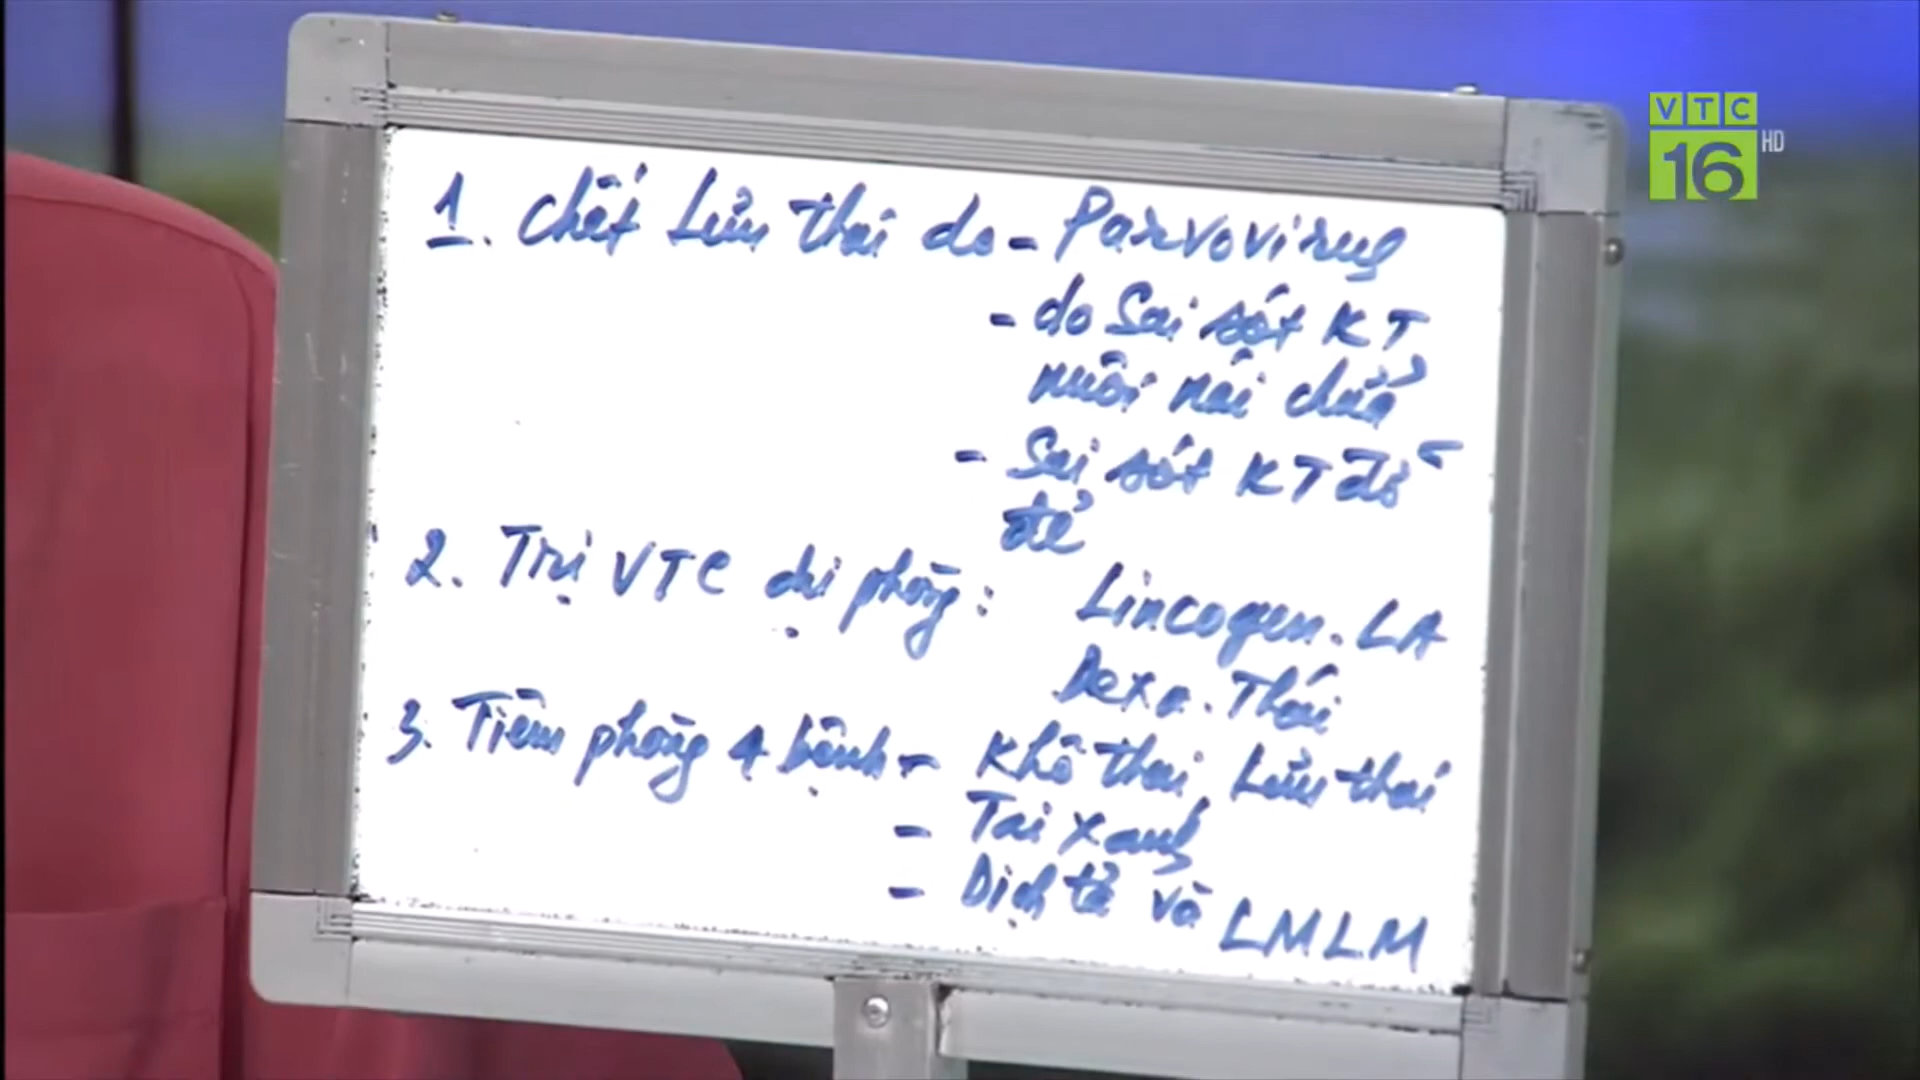 VTC
16 HD
1. Chết Lưu thai do - Parvovirus
- do Sai sót KT
nuôi nái chửa
- Sai sót KT đỡ
đẻ
2. Trị VTC dự phòng: Lincogen. LA
Dexa. Thái
3. Tiêm phòng 4 bệnh - Khô thai, Lưu thai
- Tai xanh
- Dịch tả và LMLM